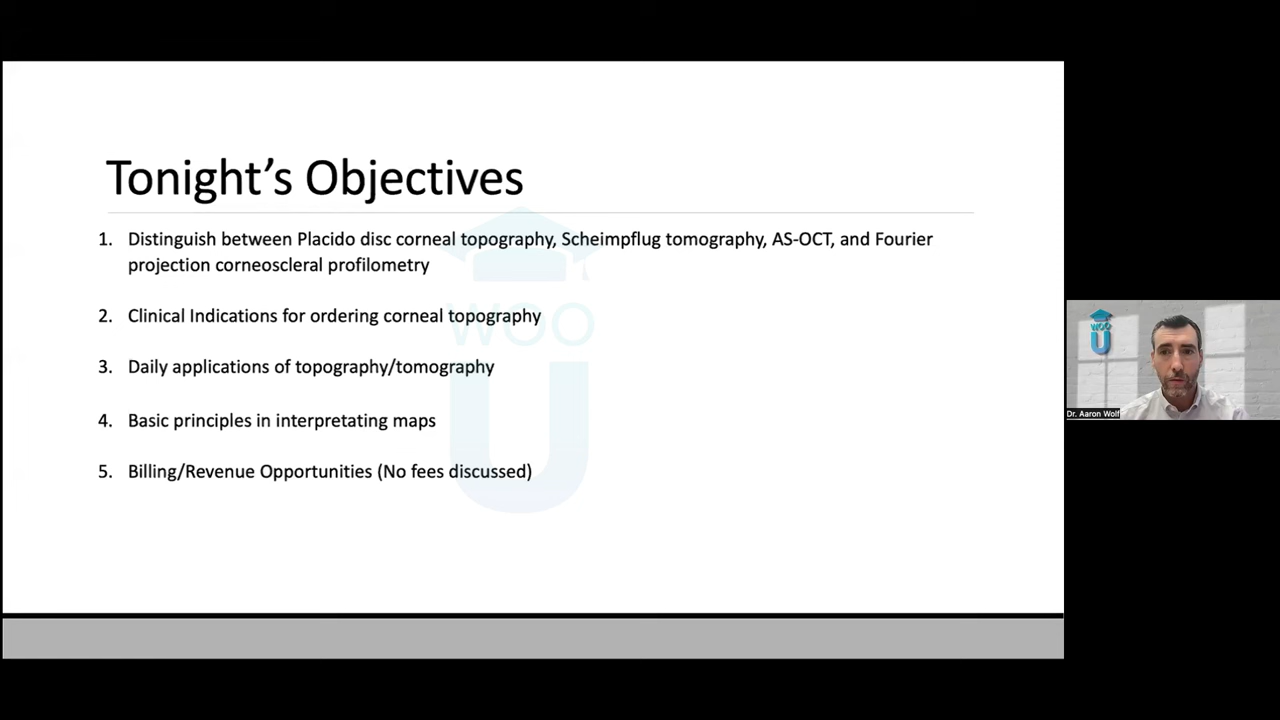 Tonight's Objectives
1. Distinguish between Placido disc corneal topography, Scheimpflug tomography, AS-OCT, and Fourier
projection corneoscleral profilometry
2. Clinical Indications for ordering corneal topography
3. Daily applications of topography/tomography
4. Basic principles in interpretating maps
5. Billing/Revenue Opportunities (No fees discussed)
WOO
U
WOO
U
Dr. Aaron Wolf